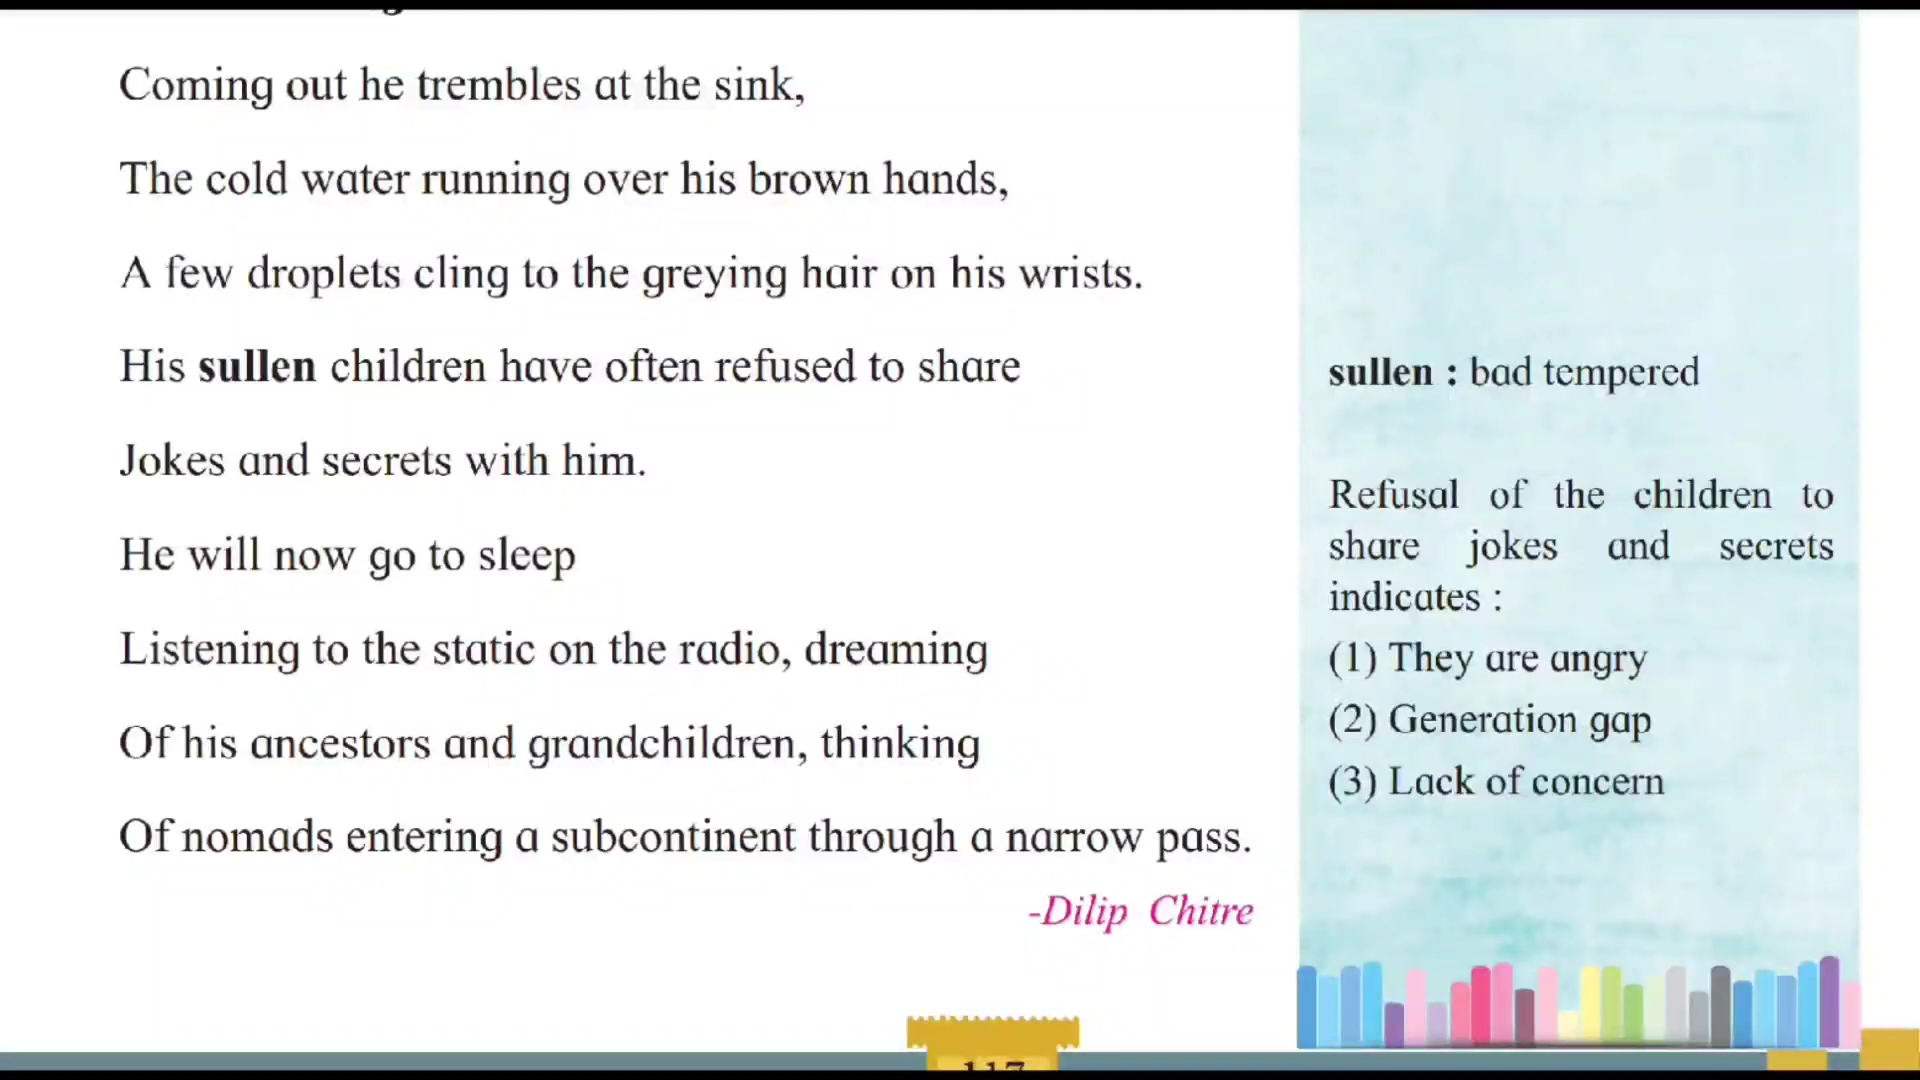 Coming out he trembles at the sink,
The cold water running over his brown hands,
A few droplets cling to the greying hair on his wrists.
His sullen children have often refused to share
Jokes and secrets with him.
He will now go to sleep
Listening to the static on the radio, dreaming
Of his ancestors and grandchildren, thinking
Of nomads entering a subcontinent through a narrow pass.
-Dilip Chitre
sullen : bad tempered
Refusal of the children to
share jokes and secrets
indicates :
(1) They are angry
(2) Generation gap
(3) Lack of concern
117